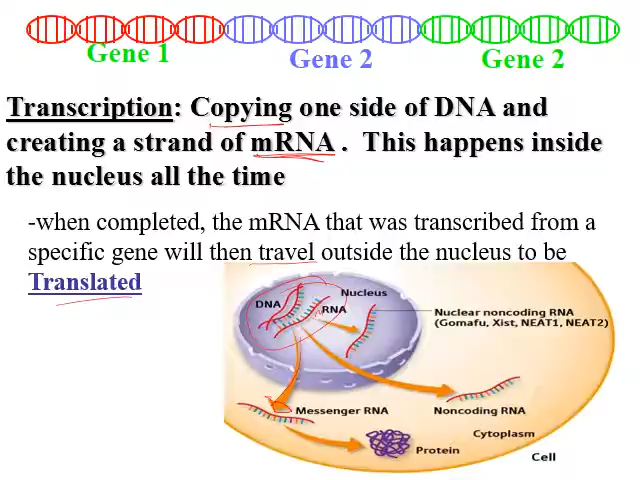 Gene 1
Gene 2
Gene 2
Transcription: Copying one side of DNA and
creating a strand of mRNA . This happens inside
the nucleus all the time
-when completed, the mRNA that was transcribed from a
specific gene will then travel outside the nucleus to be
Translated
DNA
Nucleus
RNA
Nuclear noncoding RNA
(Gomafu, Xist, NEAT1, NEAT2)
Messenger RNA
Noncoding RNA
Cytoplasm
Protein
Cell